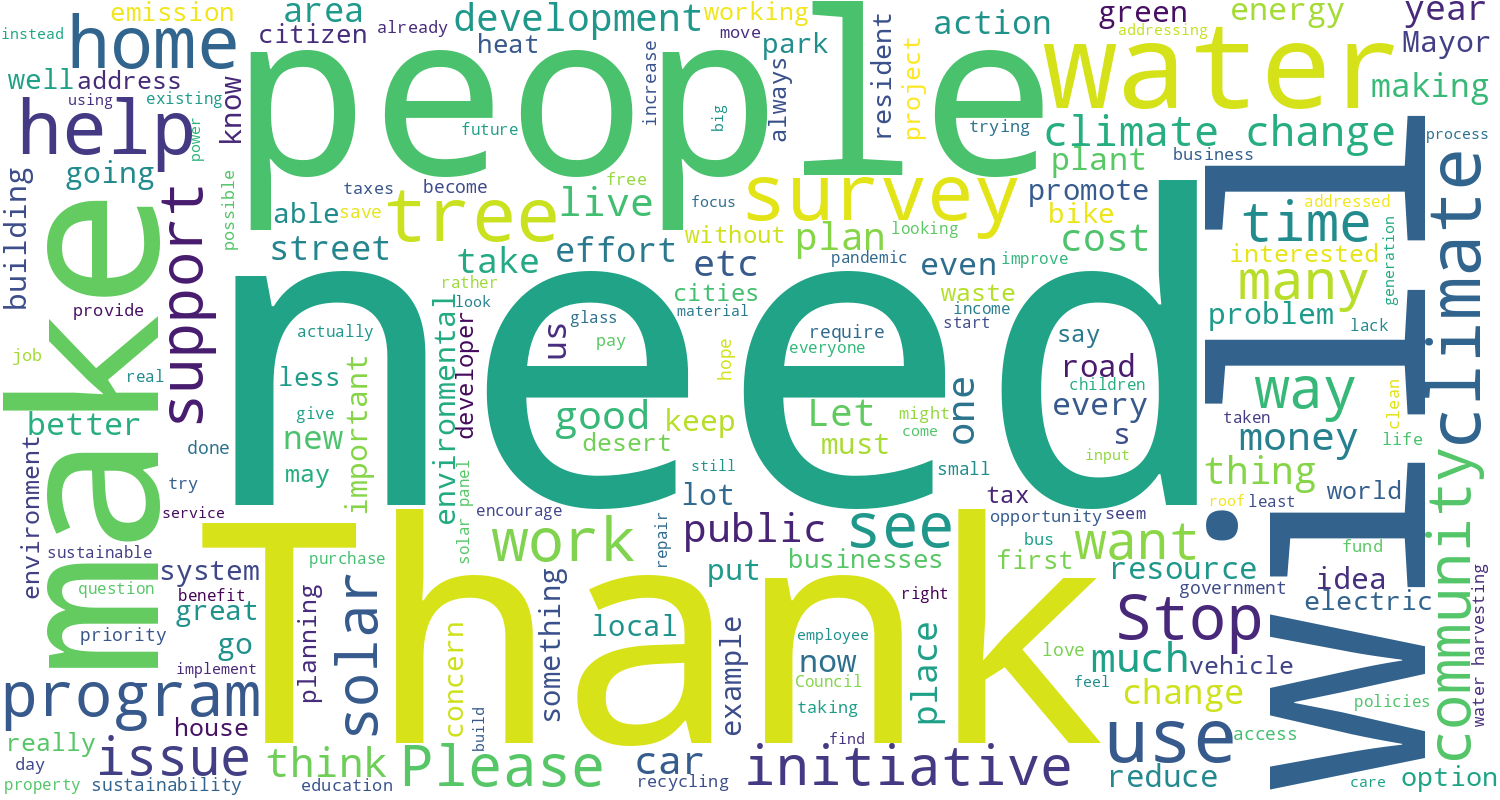 instead
emission
area
development
working
action
green
energy
year
home
citizen
already
heat
move
park
addressing
Mayor
people
water
well
address
using
existing
know
increase
big
always
resident
project
making
help
power
future
trying
climate change
process
going
taxes
become
free
focus
plant
business
building
possible
able
save
tree
live
survey
promote
bike
time
addressed
street
effort
without
plan
looking
cost
interested
generation
make
support
take
etc
pandemic
even
improve
many
climate
rather
cities
waste
look
material
income
problem
lack
provide
need
will
environmental
developer
us
glass
start
actually
pay
require
everyone
say
job
real
less
hope
road
children
way
clean
better
give
important
good
keep
Let
might
one
every
s
taken
new
desert
must
come
money
life
done
may
input
thing
environment
try
solar panel
lot
still
small
tax
roof
least
world
service
encourage
public
see
opportunity
seem
community
Thank
work
repair
businesses
first
bus
want
fund
sustainable
system
purchase
put
resource
idea
question
benefit
right
government
electric
great
planning
solar
something
local
Stop
water harvesting
priority
go
concern
example
employee
now
place
love
much
vehicle
implement
Council
feel
change
program
taking
policies
house
build
find
use
access
really
issue
think
Please
car
initiative
reduce
option
day
property
sustainability
education
recycling
care